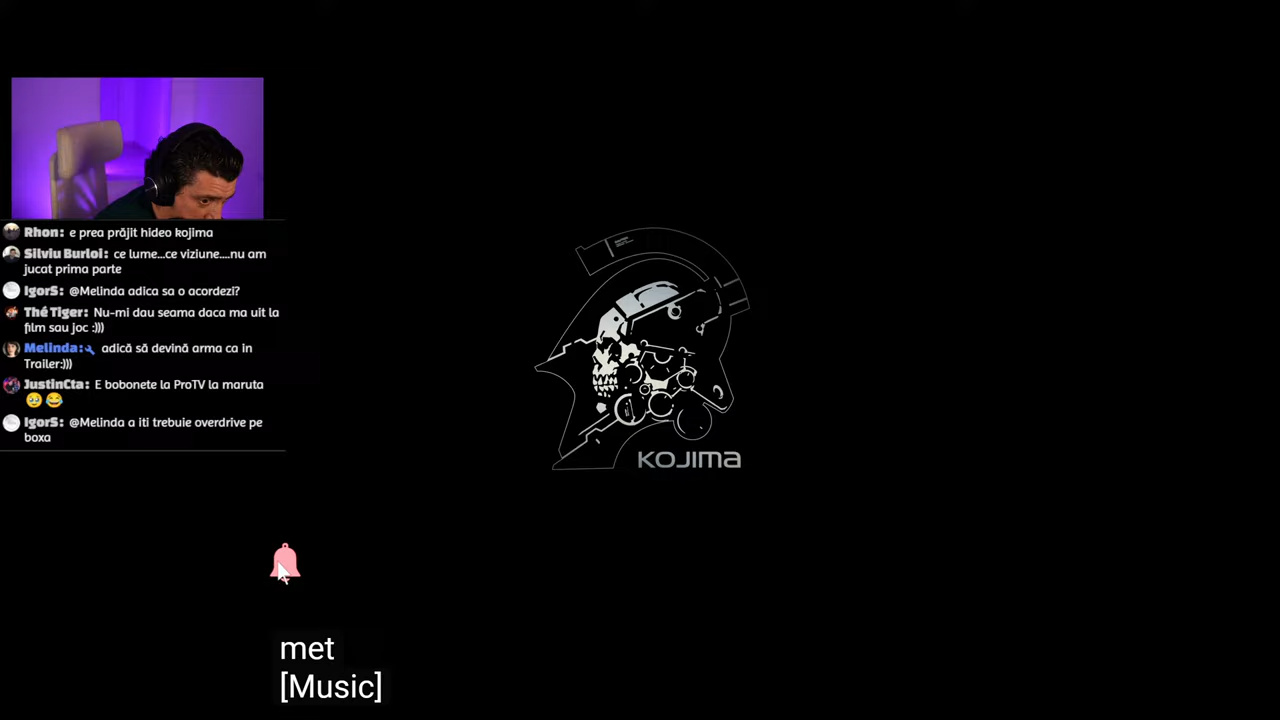 Rhon: e prea prăjit hideo kojima
Silviu Burloi: ce lume...ce viziune....nu am
jucat prima parte
IgorS: @Melinda adica sa o acordezi?
Thé Tiger: Nu-mi dau seama daca ma uit la
film sau joc :)))
Melinda: adică să devină arma ca in
Trailer:)))
JustinCta: E bobonete la ProTV la maruta
IgorS: @Melinda a iti trebuie overdrive pe
boxa
KOJIMA
met
[Music]